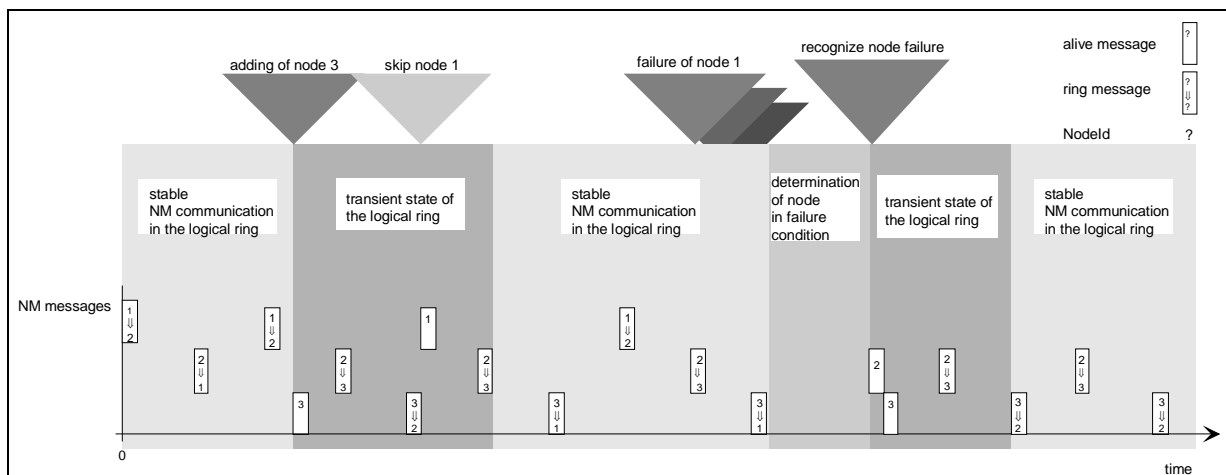 adding of node 3
skip node 1
failure of node 1
recognize node failure
alive message
?
ring message
?
⇓
?
NodeId
?
stable
NM communication
in the logical ring
transient state of
the logical ring
stable
NM communication
in the logical ring
determination
of node
in failure
condition
transient state of
the logical ring
stable
NM communication
in the logical ring
NM messages
1
⇓
2
2
⇓
1
1
⇓
2
3
2
⇓
3
3
⇓
2
1
2
⇓
3
3
⇓
1
1
⇓
2
2
⇓
3
3
⇓
1
2
3
2
⇓
3
3
⇓
2
2
⇓
3
3
⇓
2
0
time